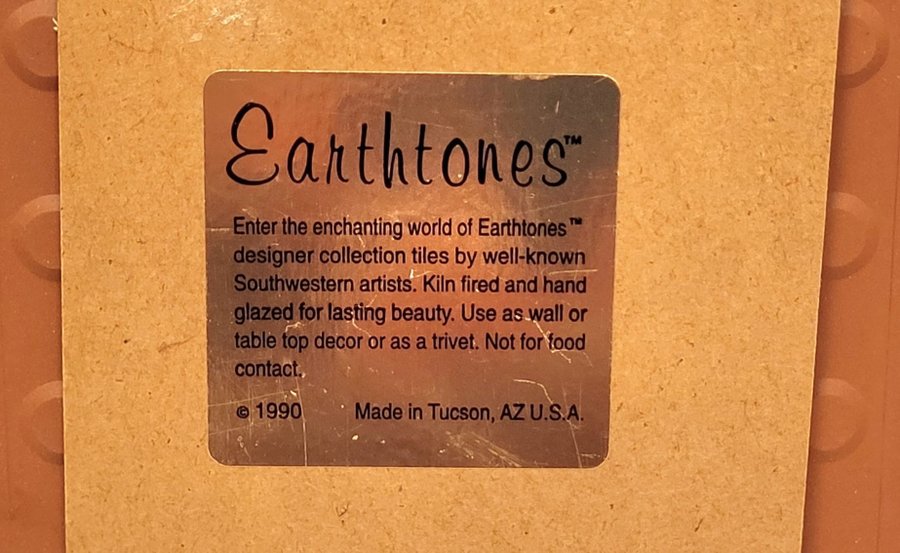 Earthtones™
Enter the enchanting world of Earthtones™
designer collection tiles by well-known
Southwestern artists. Kiln fired and hand
glazed for lasting beauty. Use as wall or
table top decor or as a trivet. Not for food
contact.
© 1990 Made in Tucson, AZ U.S.A.